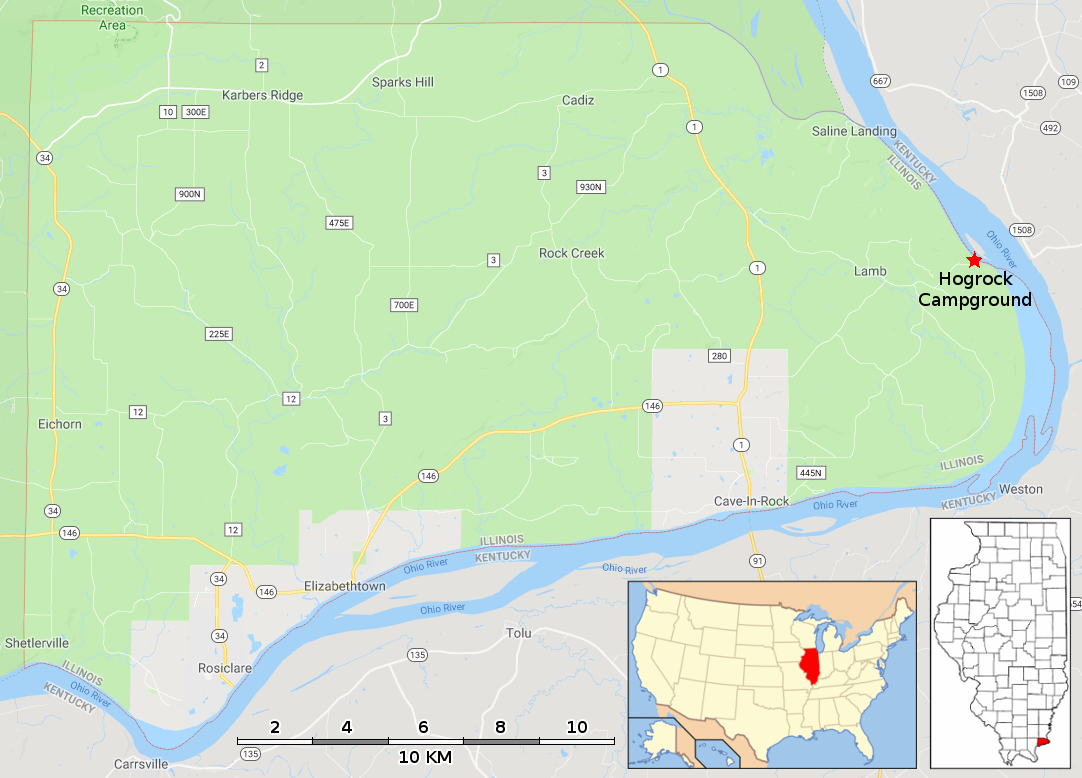 Recreation
Area
1
667
109
1508
2
Sparks Hill
Karbers Ridge
Cadiz
10
300E
1
492
Saline Landing
34
KENTUCKY
ILLINOIS
3
930N
900N
475E
1508
Ohio River
Rock Creek
3
1
Lamb
Hogrock
Campground
34
700E
225E
280
12
146
12
3
Eichorn
1
ILLINOIS
KENTUCKY
445N
146
Weston
Cave-In-Rock
Ohio River
34
146
12
ILLINOIS
KENTUCKY
91
Ohio River
Ohio River
34
146
Elizabethtown
Ohio River
Tolu
Shetlerville
34
135
Rosiclare
ILLINOIS
KENTUCKY
Ohio River
2 4 6 8 10
10 KM
135
Carrsville